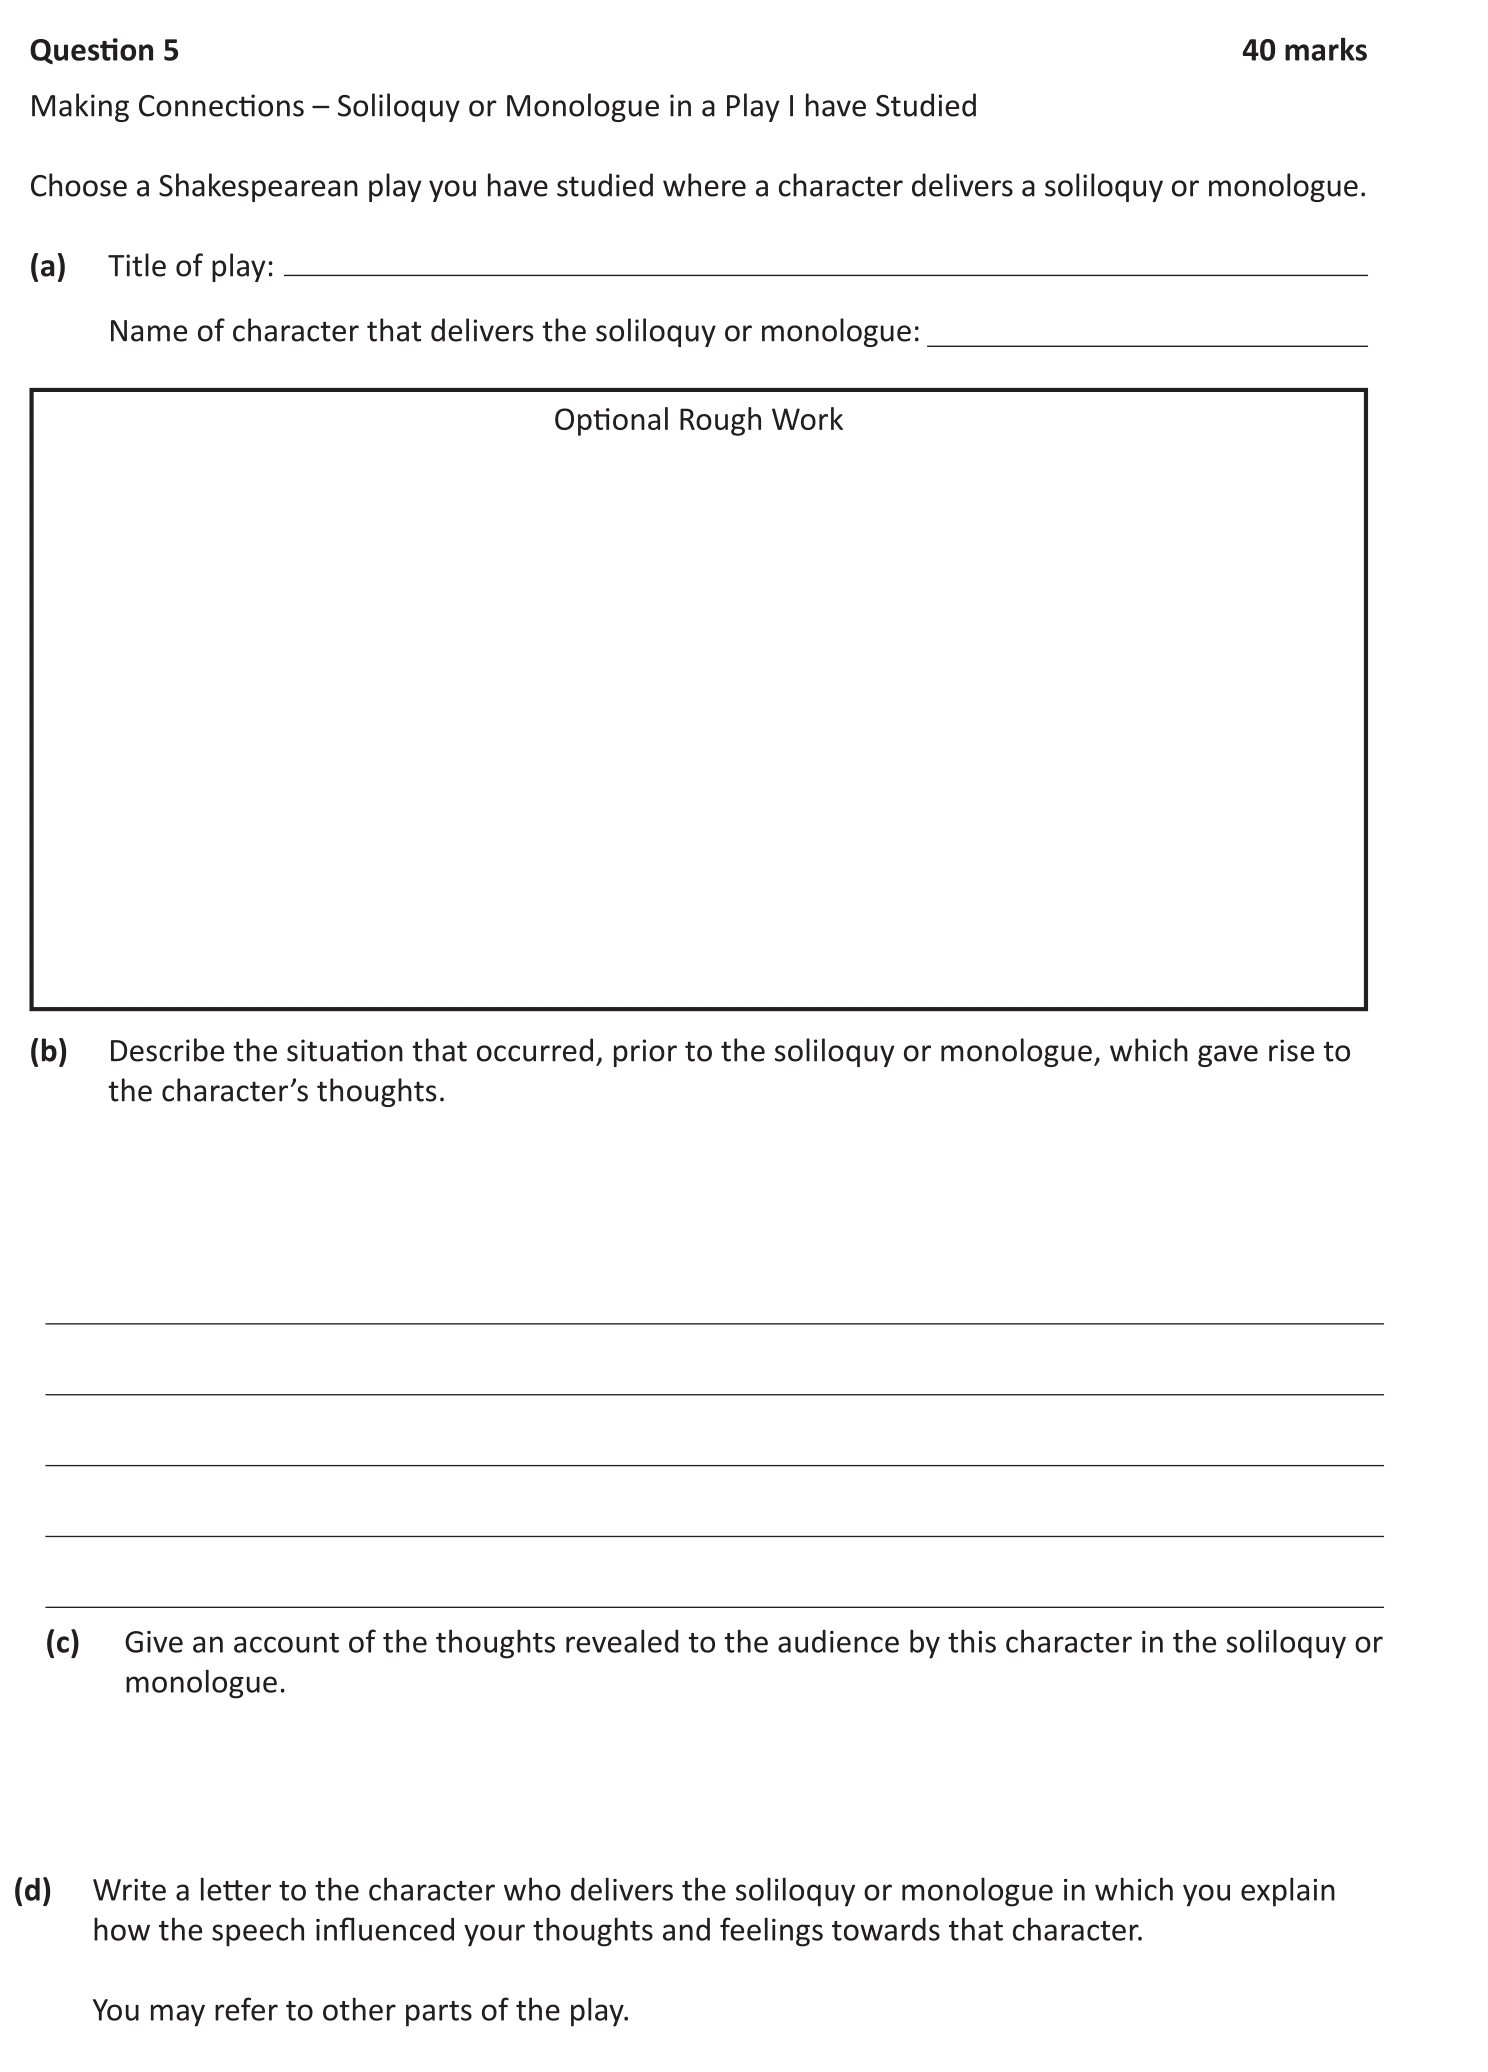 Question 5 40 marks
Making Connections – Soliloquy or Monologue in a Play I have Studied
Choose a Shakespearean play you have studied where a character delivers a soliloquy or monologue.
(a) Title of play:
Name of character that delivers the soliloquy or monologue:
Optional Rough Work
(b) Describe the situation that occurred, prior to the soliloquy or monologue, which gave rise to
the character’s thoughts.
(c) Give an account of the thoughts revealed to the audience by this character in the soliloquy or
monologue.
(d) Write a letter to the character who delivers the soliloquy or monologue in which you explain
how the speech influenced your thoughts and feelings towards that character.
You may refer to other parts of the play.